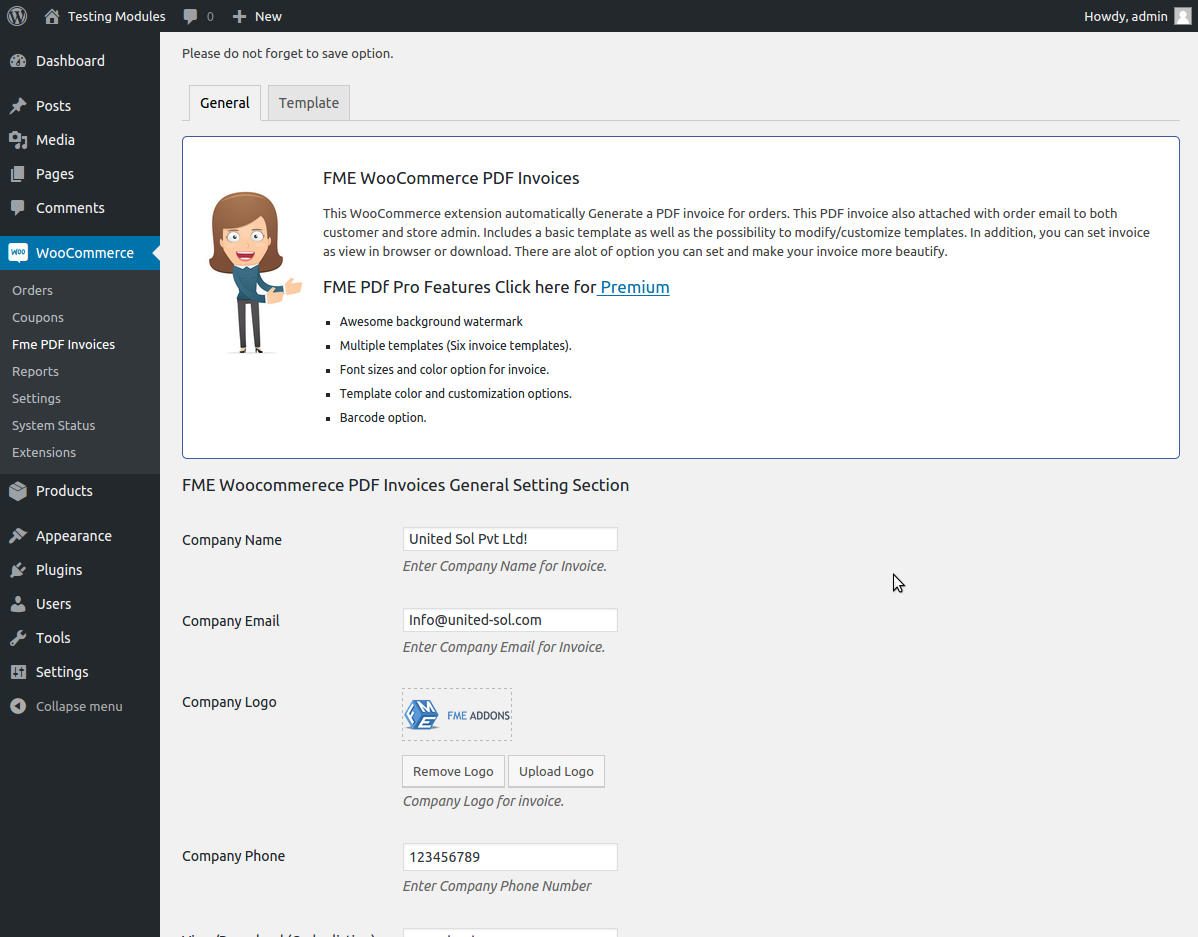 Testing Modules 0 New Howdy, admin
Dashboard
Posts
Media
Pages
Comments
woo WooCommerce
Orders
Coupons
Fme PDF Invoices
Reports
Settings
System Status
Extensions
Products
Appearance
Plugins
Users
Tools
Settings
Collapse menu
Please do not forget to save option.
General Template
FME WooCommerce PDF Invoices
This WooCommerce extension automatically Generate a PDF invoice for orders. This PDF invoice also attached with order email to both
customer and store admin. Includes a basic template as well as the possibility to modify/customize templates. In addition, you can set invoice
as view in browser or download. There are alot of option you can set and make your invoice more beautify.
FME PDf Pro Features Click here for Premium
Awesome background watermark
Multiple templates (Six invoice templates).
Font sizes and color option for invoice.
Template color and customization options.
Barcode option.
FME Woocommerece PDF Invoices General Setting Section
Company Name United Sol Pvt Ltd!
Enter Company Name for Invoice.
Company Email Info@united-sol.com
Enter Company Email for Invoice.
Company Logo FME FME ADDONS
Remove Logo Upload Logo
Company Logo for invoice.
Company Phone 123456789
Enter Company Phone Number